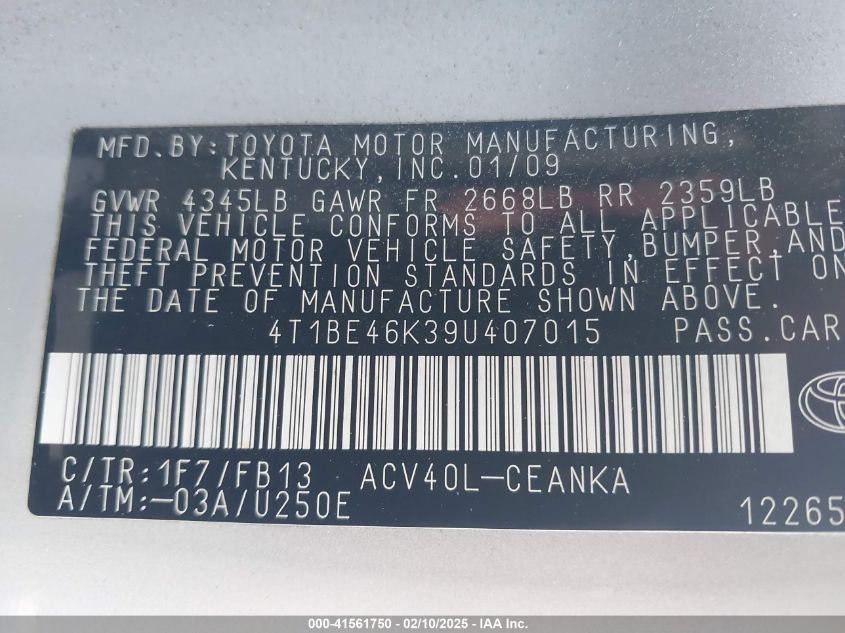 MFD.BY:TOYOTA MOTOR MANUFACTURING,
KENTUCKY, INC.01/09
GVWR 4345LB GAWR FR 2668LB RR 2359LB
THIS VEHICLE CONFORMS TO ALL APPLICABLE
FEDERAL MOTOR VEHICLE SAFETY,BUMPER,AND
THEFT PREVENTION STANDARDS IN EFFECT ON
THE DATE OF MANUFACTURE SHOWN ABOVE.
4T1BE46K39U407015 PASS.CAR
C/TR:1F7/FB13 ACV40L-CEANKA
A/TM:-03A/U250E 12265
000-41561750 — 02/10/2025 — IAA Inc.